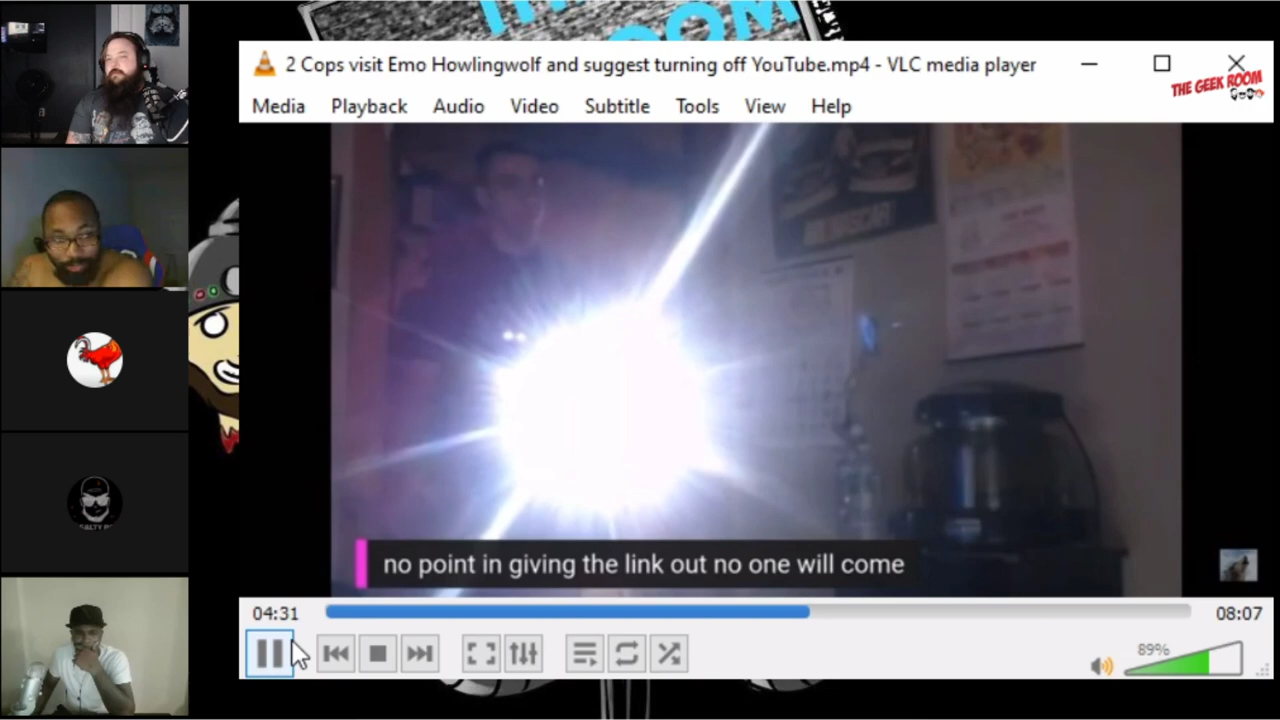 2 Cops visit Emo Howlingwolf and suggest turning off YouTube.mp4 - VLC media player
THE GEEK ROOM
Media Playback Audio Video Subtitle Tools View Help
NASCAR
no point in giving the link out no one will come
04:31
08:07
89%